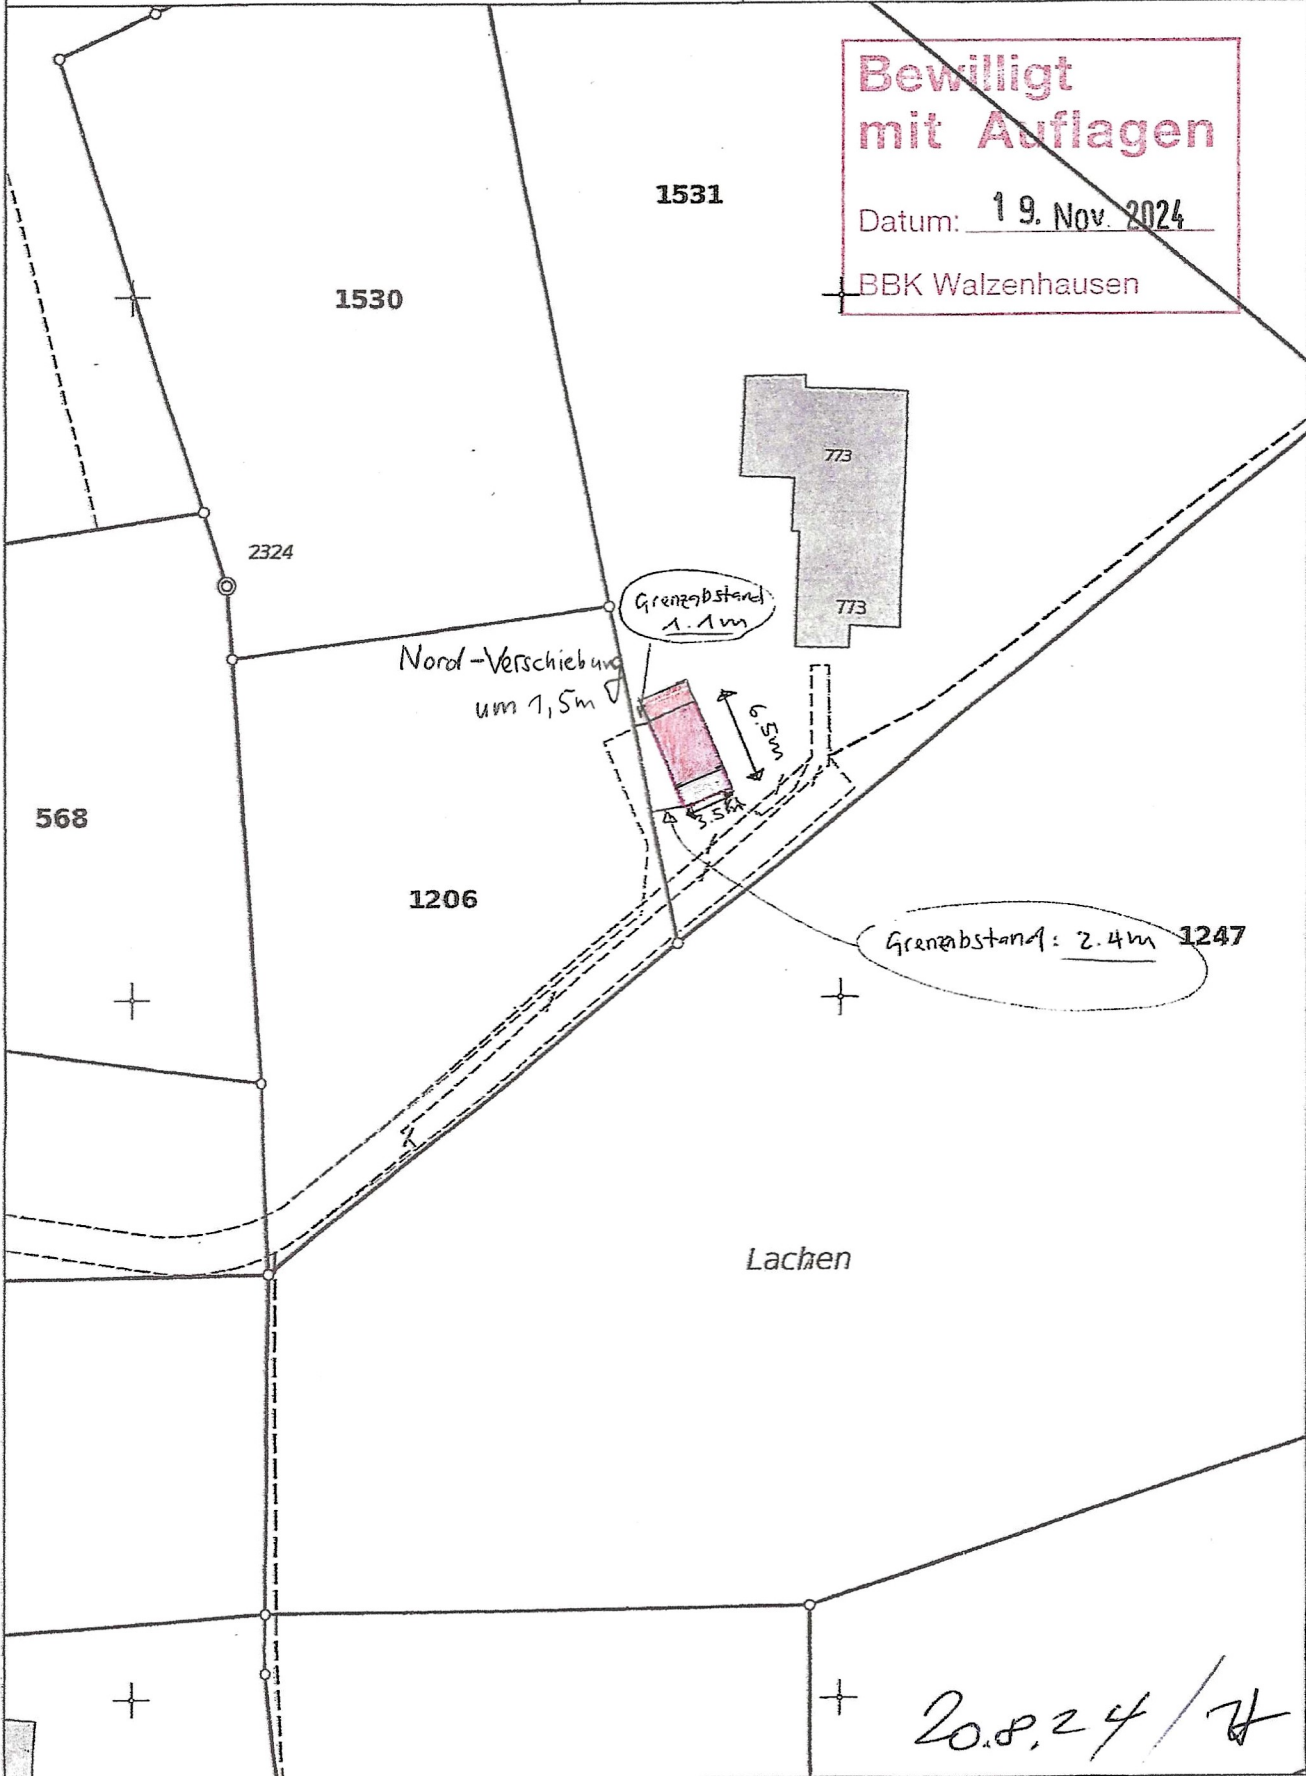 Bewilligt
mit Auflagen
Datum: 19. Nov. 2024
BBK Walzenhausen
1531
1530
773
2324
773
Grenzabstand
1.1m
Nord-Verschiebung
um 1,5m
6.5m
3.5m
568
1206
Grenzabstand: 2.4m
1247
Lachen
20.8.24 /